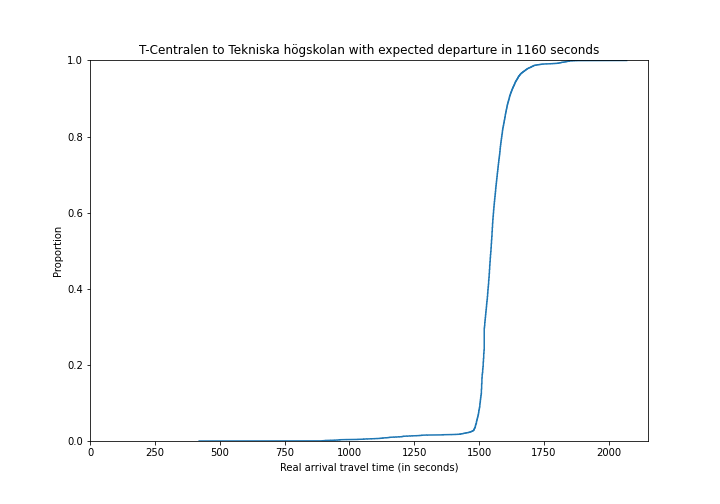 T-Centralen to Tekniska högskolan with expected departure in 1160 seconds
1.0
0.8
0.6
0.4
0.2
0.0
Proportion
0 250 500 750 1000 1250 1500 1750 2000
Real arrival travel time (in seconds)